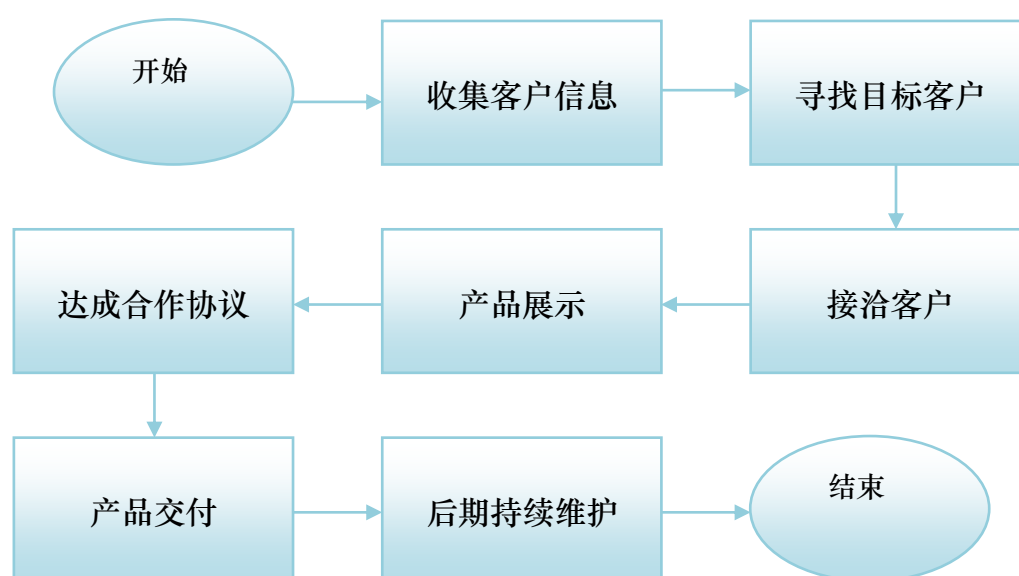 开始
收集客户信息
寻找目标客户
接洽客户
产品展示
达成合作协议
产品交付
后期持续维护
结束